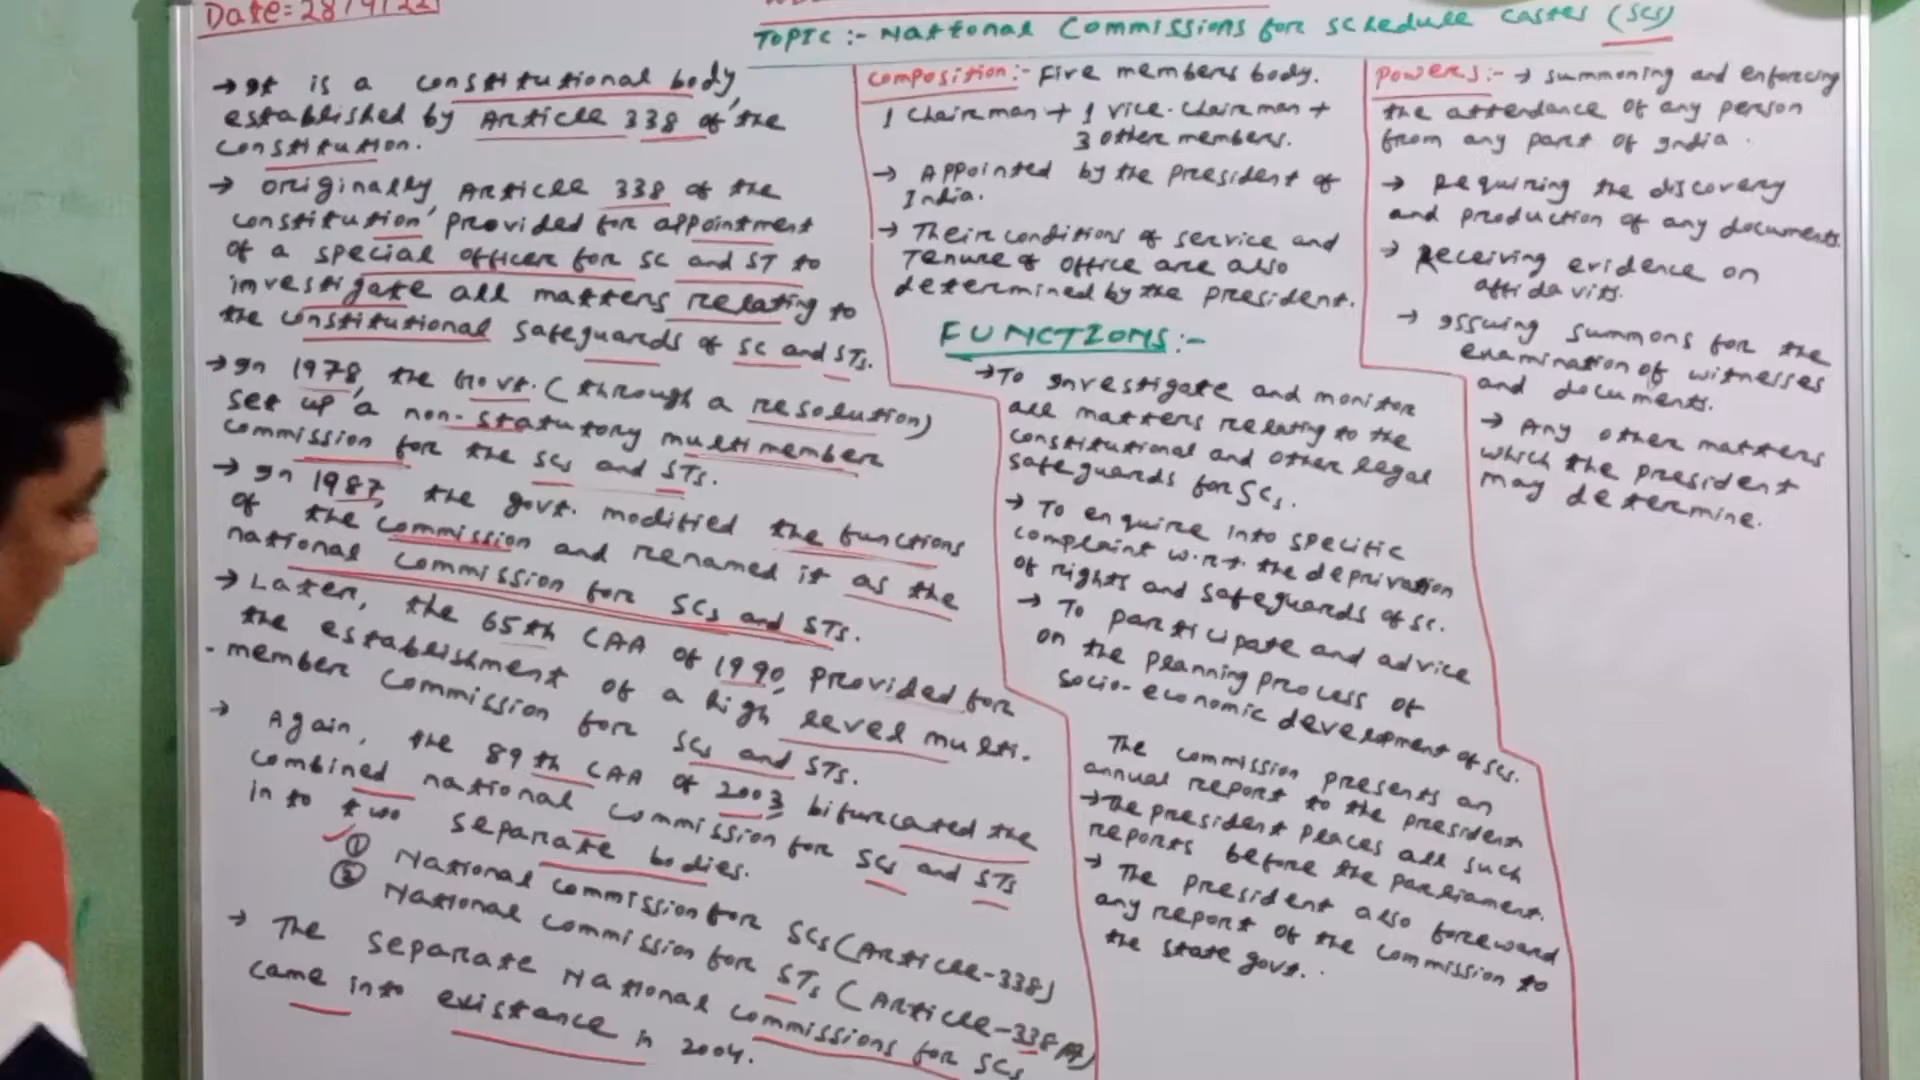 Date=28/9/22
TOPIC :- National Commissions for Schedule Castes (SCs)
→ It is a constitutional body,
established by Article 338 of the
constitution.
→ Originally, Article 338 of the
constitution, provided for appointment
of a special officer for SC and ST to
investigate all matters relating to
the constitutional safeguards of SC and STs.
→ In 1978, the Govt. (through a resolution)
set up a non-statutory multimember
commission for the SCs and STs.
→ In 1987, the govt. modified the functions
of the commission and renamed it as the
national commission for SCs and STs.
→ Later, the 65th CAA of 1990, provided for
the establishment of a high level multi.
- member commission for SCs and STs.
→ Again, the 89th CAA of 2003 bifurcated the
combined national commission for SCs and STs
in to two separate bodies.
① National commission for SCs (Article-338)
② National commission for STs (Article-338A)
→ The separate National commissions for SCs
came into existance in 2004.
Composition:- Five members body.
1 Chairman + 1 vice-Chairman +
3 other members.
→ Appointed by the president of
India.
→ Their conditions of service and
Tenure of office are also
determined by the president.
FUNCTIONS:-
→ To Investigate and monitor
all matters relating to the
constitutional and other legal
safeguards for SCs.
→ To enquire into specific
complaint w.r.t. the deprivation
of rights and safeguards of SC.
→ To participate and advice
on the planning process of
socio-economic development of SCs.
The commission presents an
annual report to the president
→ The president places all such
reports before the parliament.
→ The president also foreward
any report of the commission to
the state govt..
Powers:- → summoning and enforcing
the attendance of any person
from any part of India.
→ Requiring the discovery
and production of any documents.
→ Receiving evidence on
affidavits.
→ Issuing summons for the
examination of witnesses
and documents.
→ Any other matters
which the president
may determine.